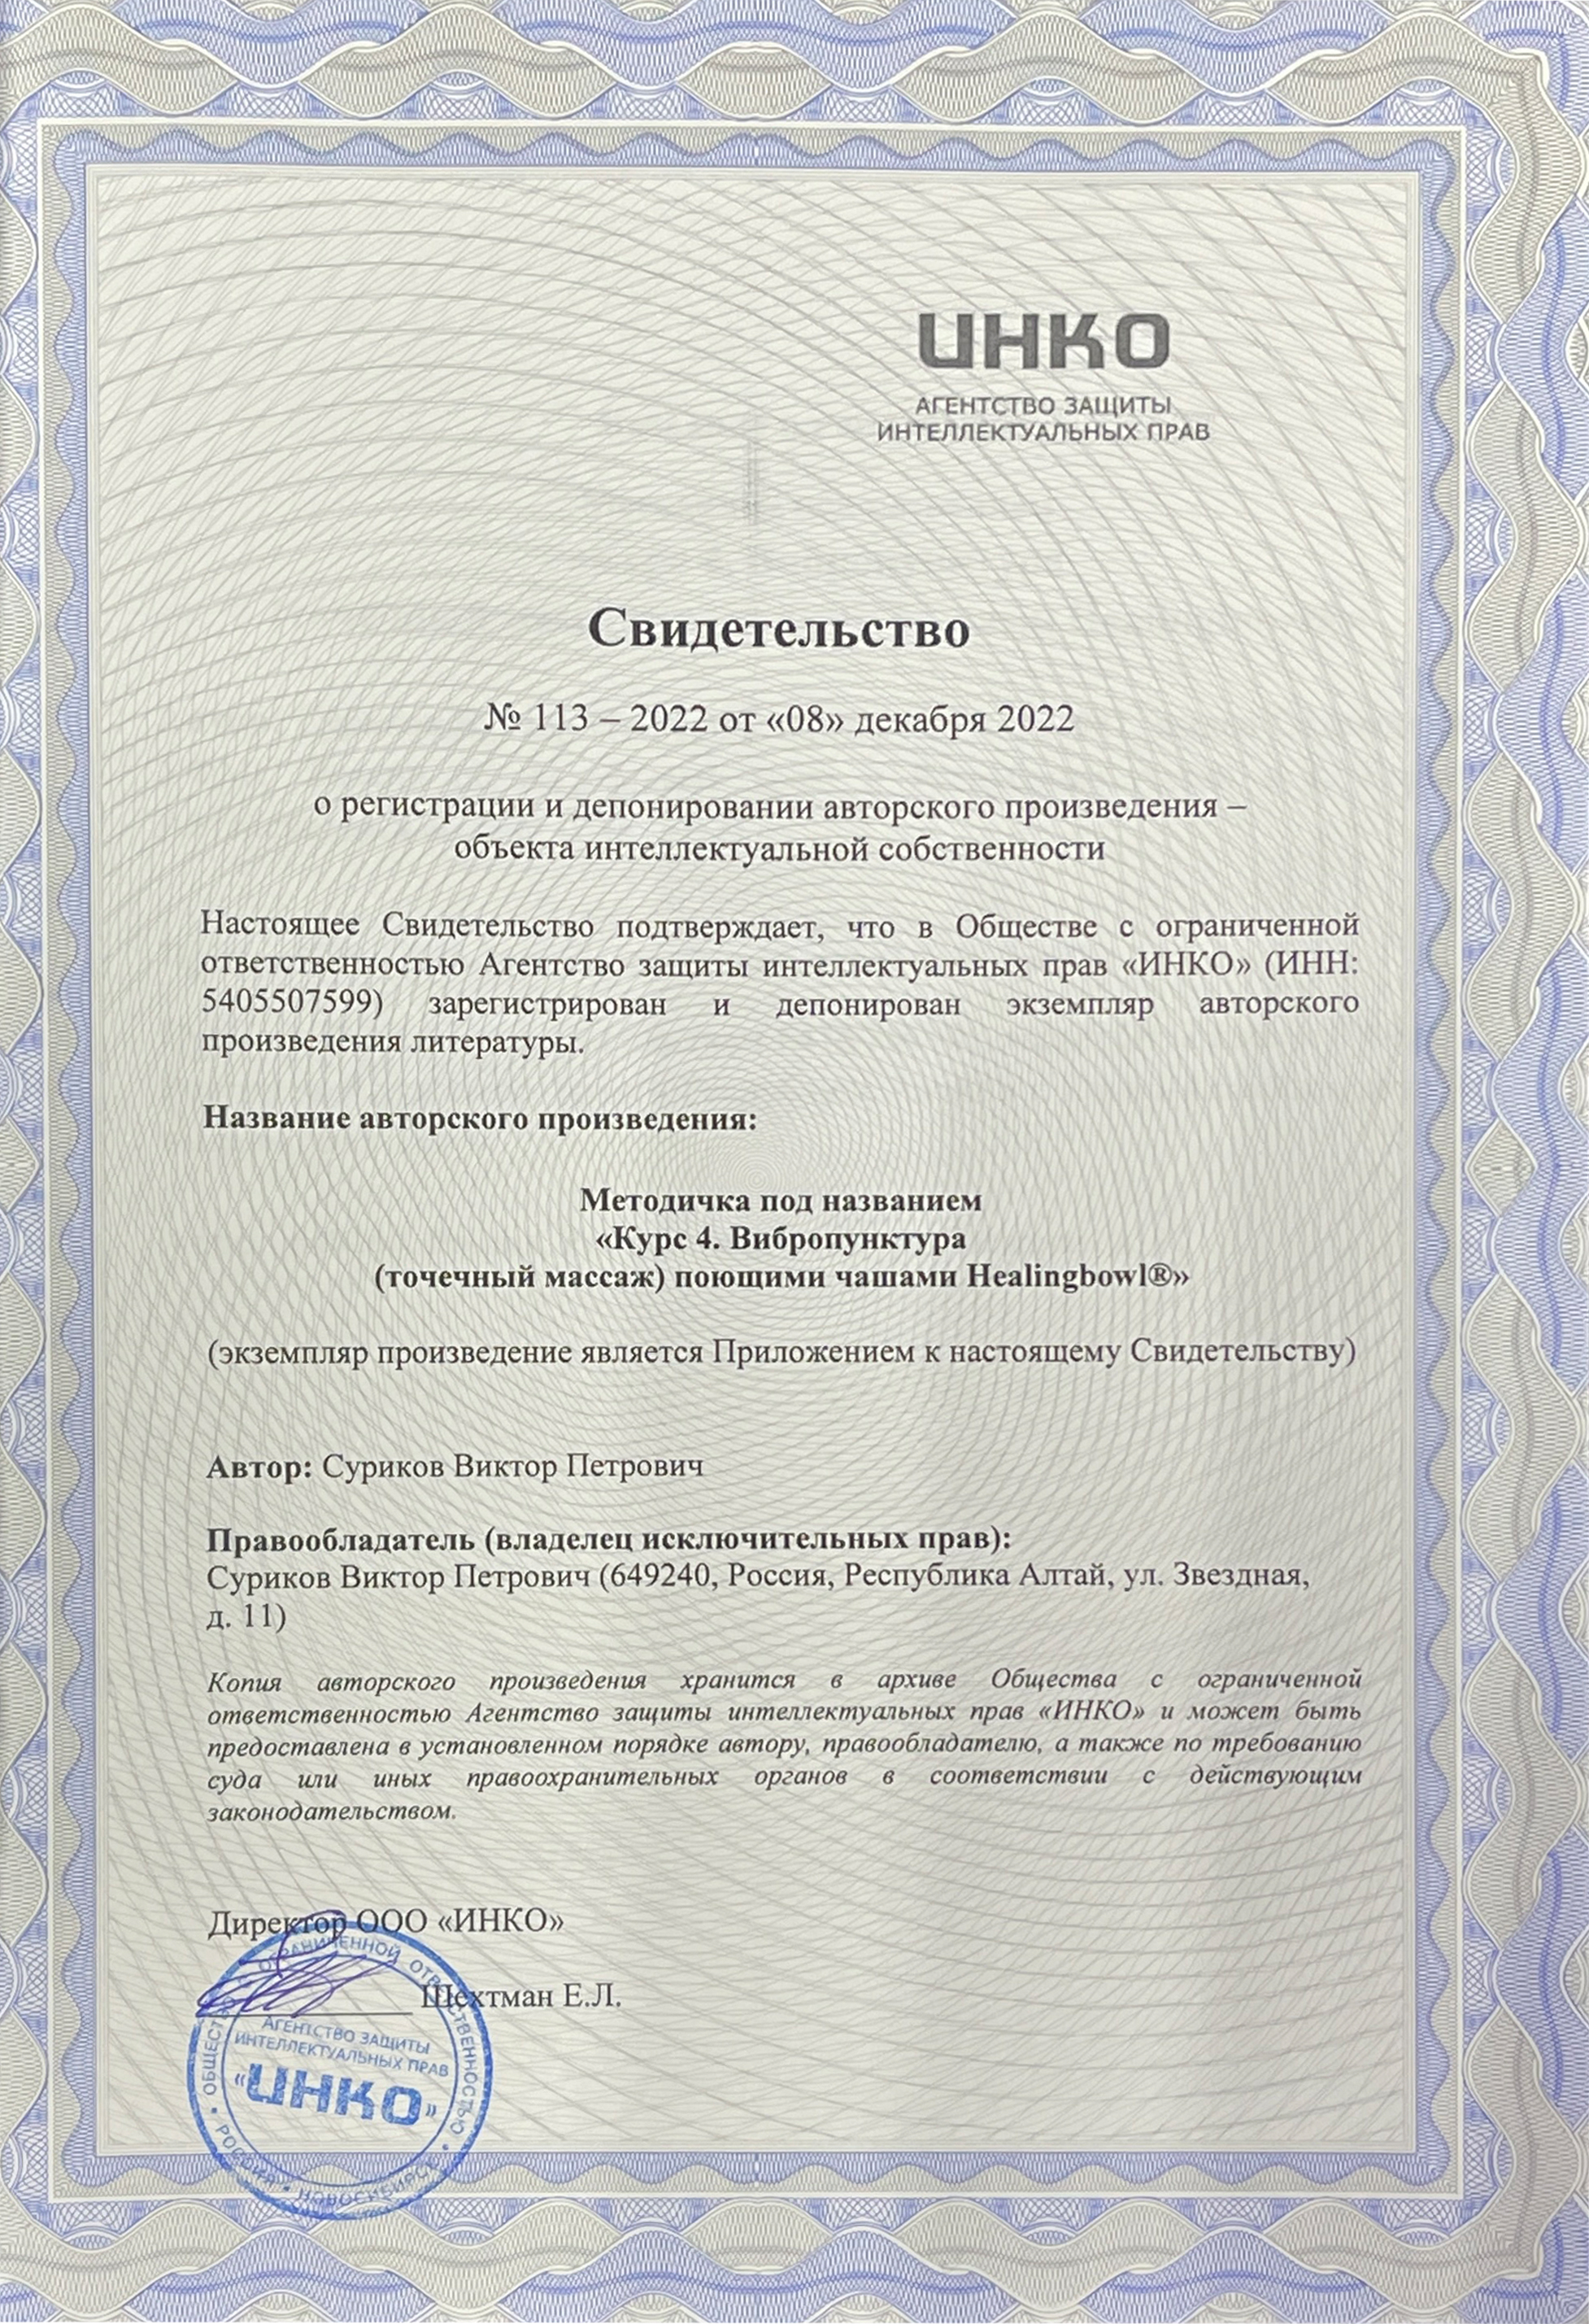 ИНКО
АГЕНТСТВО ЗАЩИТЫ
ИНТЕЛЛЕКТУАЛЬНЫХ ПРАВ
Свидетельство
№ 113 – 2022 от «08» декабря 2022
о регистрации и депонировании авторского произведения –
объекта интеллектуальной собственности
Настоящее Свидетельство подтверждает, что в Обществе с ограниченной
ответственностью Агентство защиты интеллектуальных прав «ИНКО» (ИНН:
5405507599) зарегистрирован и депонирован экземпляр авторского
произведения литературы.
Название авторского произведения:
Методичка под названием
«Курс 4. Вибропунктура
(точечный массаж) поющими чашами Healingbowl®»
(экземпляр произведение является Приложением к настоящему Свидетельству)
Автор: Суриков Виктор Петрович
Правообладатель (владелец исключительных прав):
Суриков Виктор Петрович (649240, Россия, Республика Алтай, ул. Звездная,
д. 11)
Копия авторского произведения хранится в архиве Общества с ограниченной
ответственностью Агентство защиты интеллектуальных прав «ИНКО» и может быть
предоставлена в установленном порядке автору, правообладателю, а также по требованию
суда или иных правоохранительных органов в соответствии с действующим
законодательством.
Директор ООО «ИНКО»
Шехтман Е.Л.
ОБЩЕСТВО С ОГРАНИЧЕННОЙ ОТВЕТСТВЕННОСТЬЮ
АГЕНТСТВО ЗАЩИТЫ
ИНТЕЛЛЕКТУАЛЬНЫХ ПРАВ
«ИНКО»
• РОССИЯ • НОВОСИБИРСК •